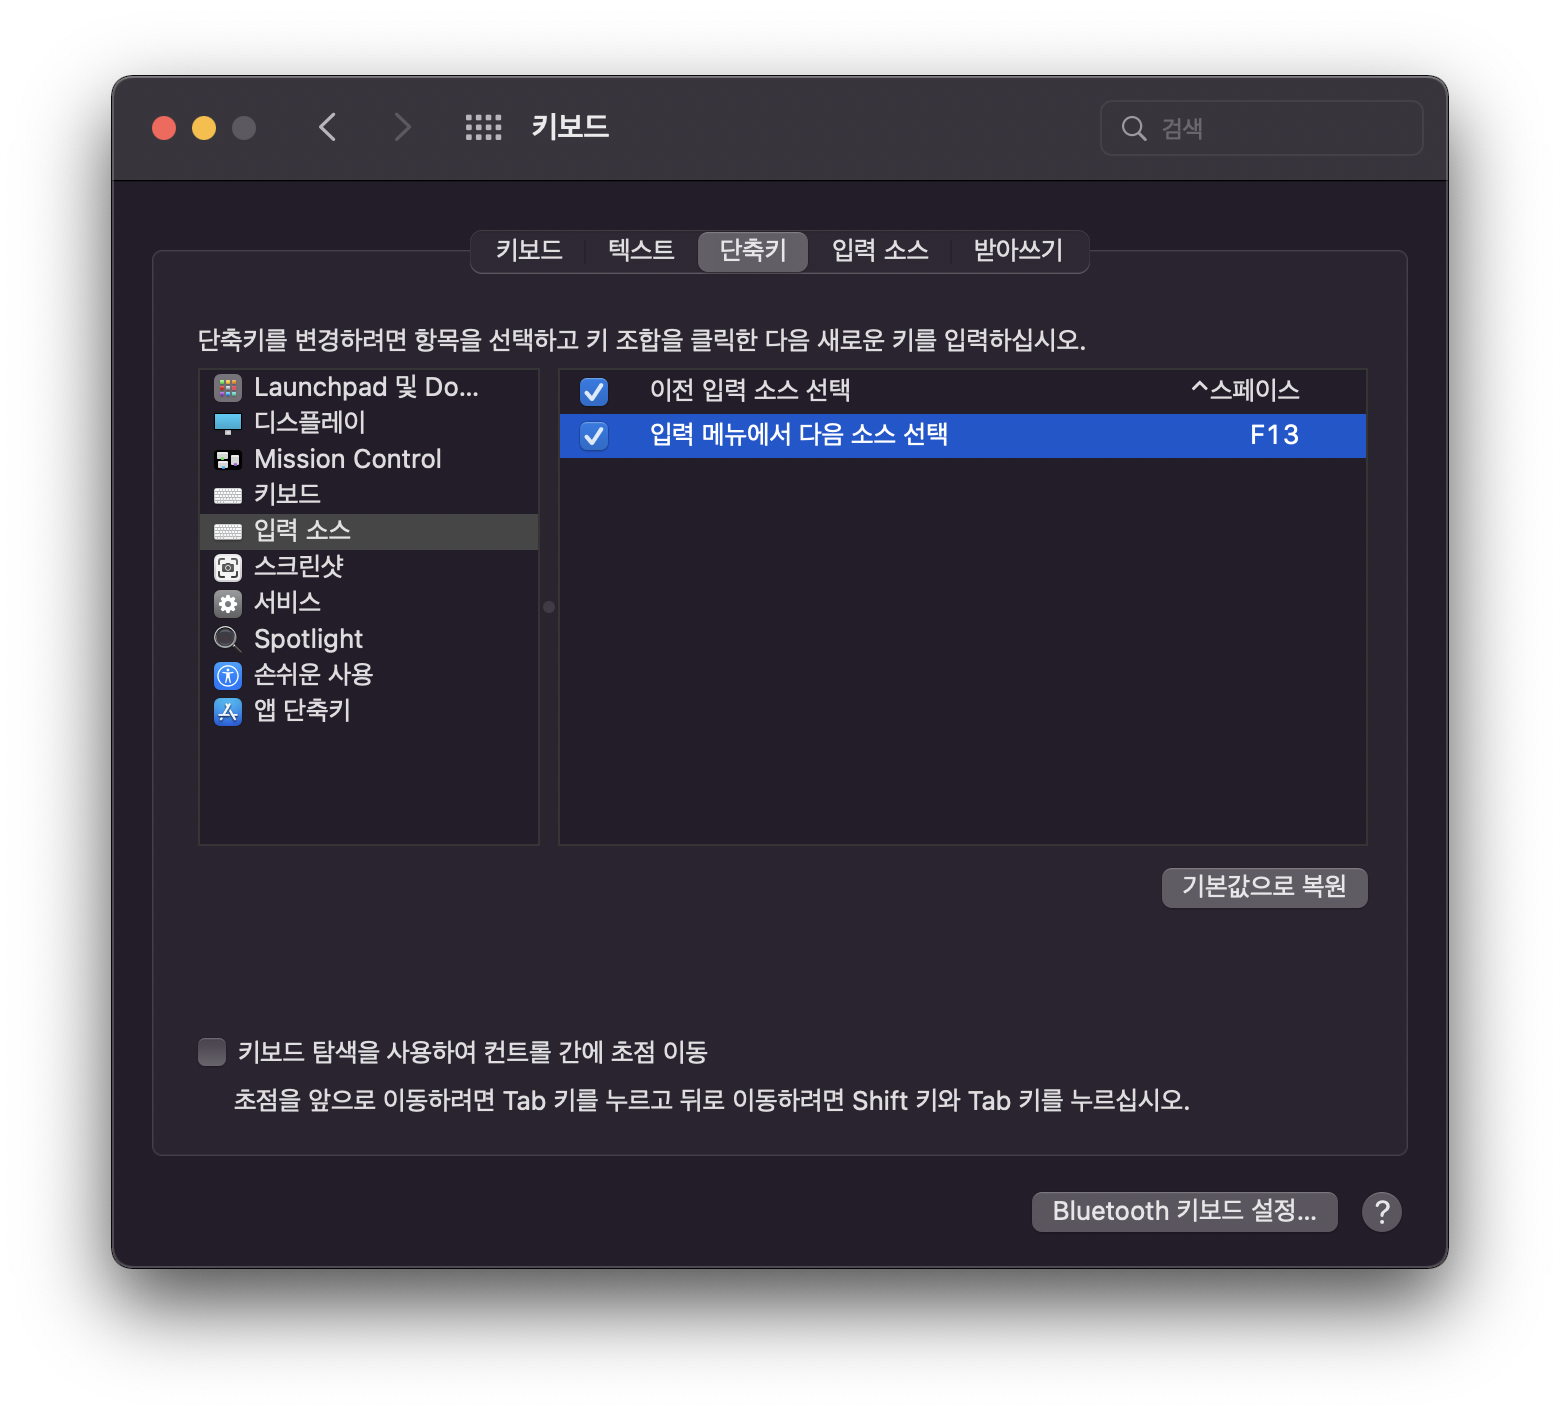 키보드
검색
키보드
텍스트
단축키
입력 소스
받아쓰기
단축키를 변경하려면 항목을 선택하고 키 조합을 클릭한 다음 새로운 키를 입력하십시오.
Launchpad 및 Do...
디스플레이
Mission Control
키보드
입력 소스
스크린샷
서비스
Spotlight
손쉬운 사용
앱 단축키
이전 입력 소스 선택 ^스페이스
입력 메뉴에서 다음 소스 선택 F13
기본값으로 복원
키보드 탐색을 사용하여 컨트롤 간에 초점 이동
초점을 앞으로 이동하려면 Tab 키를 누르고 뒤로 이동하려면 Shift 키와 Tab 키를 누르십시오.
Bluetooth 키보드 설정...
?